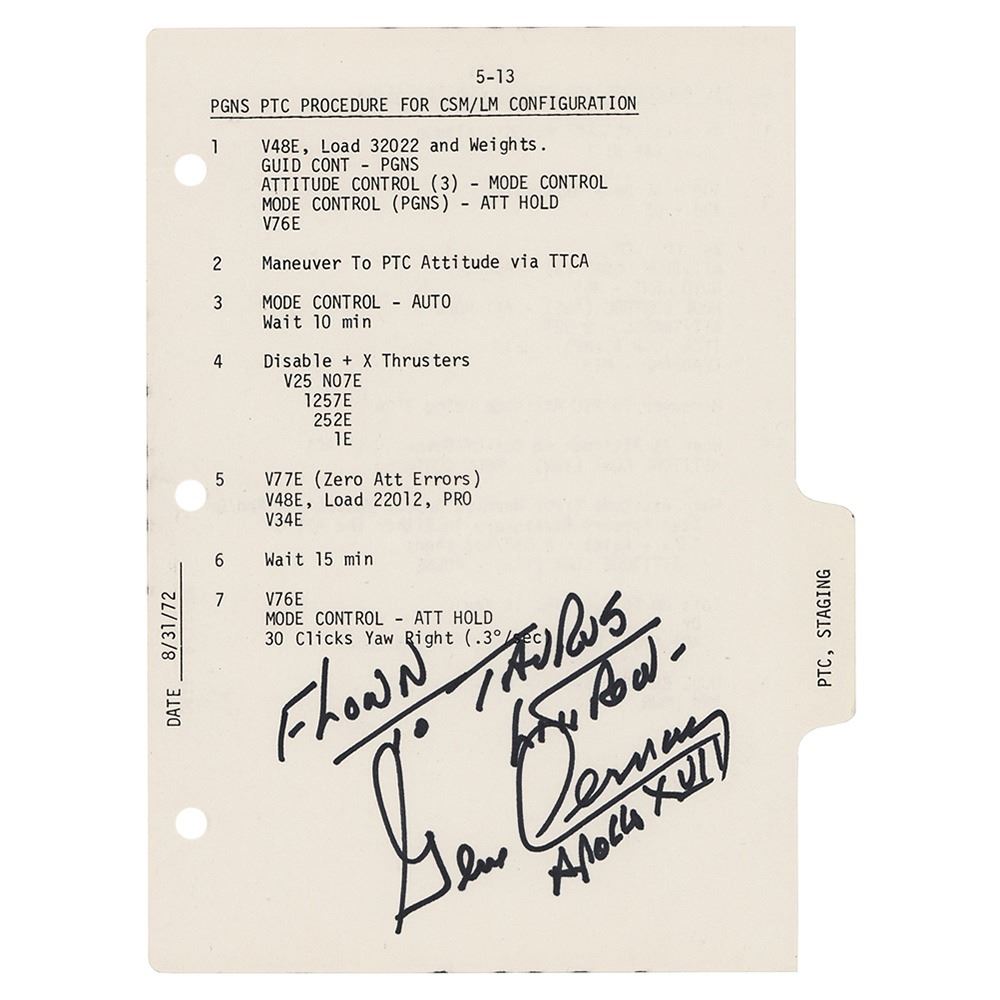 5-13
PGNS PTC PROCEDURE FOR CSM/LM CONFIGURATION
1 V48E, Load 32022 and Weights.
GUID CONT - PGNS
ATTITUDE CONTROL (3) - MODE CONTROL
MODE CONTROL (PGNS) - ATT HOLD
V76E
2 Maneuver To PTC Attitude via TTCA
3 MODE CONTROL - AUTO
Wait 10 min
4 Disable + X Thrusters
V25 N07E
1257E
252E
1E
5 V77E (Zero Att Errors)
V48E, Load 22012, PRO
V34E
6 Wait 15 min
7 V76E
MODE CONTROL - ATT HOLD
30 Clicks Yaw Right (.3°/sec)
DATE 8/31/72
PTC, STAGING
FLOWN TO TAURUS
LITTROW-
Gene Cernan
APOLLO XVII